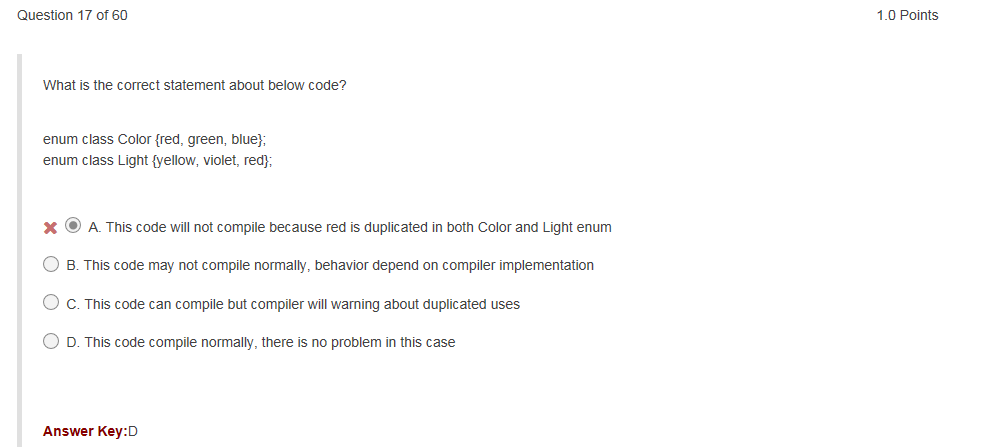 Question 17 of 60
1.0 Points
What is the correct statement about below code?
enum class Color {red, green, blue};
enum class Light {yellow, violet, red};
A. This code will not compile because red is duplicated in both Color and Light enum
B. This code may not compile normally, behavior depend on compiler implementation
C. This code can compile but compiler will warning about duplicated uses
D. This code compile normally, there is no problem in this case
Answer Key:D